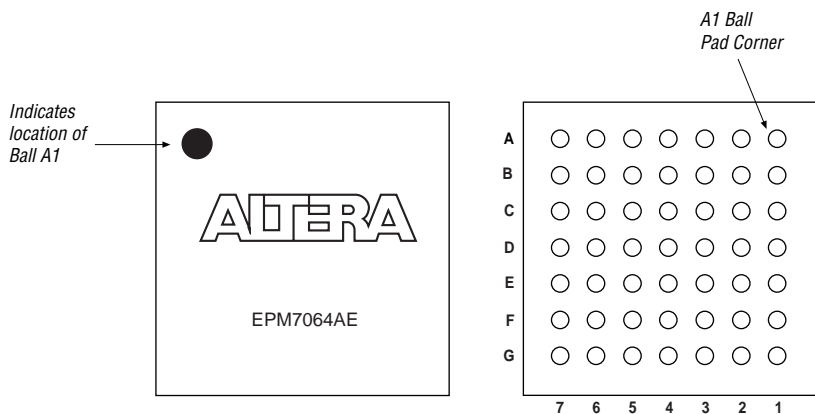 A1 Ball
Pad Corner
Indicates
location of
Ball A1
ALTERA
EPM7064AE
A
B
C
D
E
F
G
7 6 5 4 3 2 1